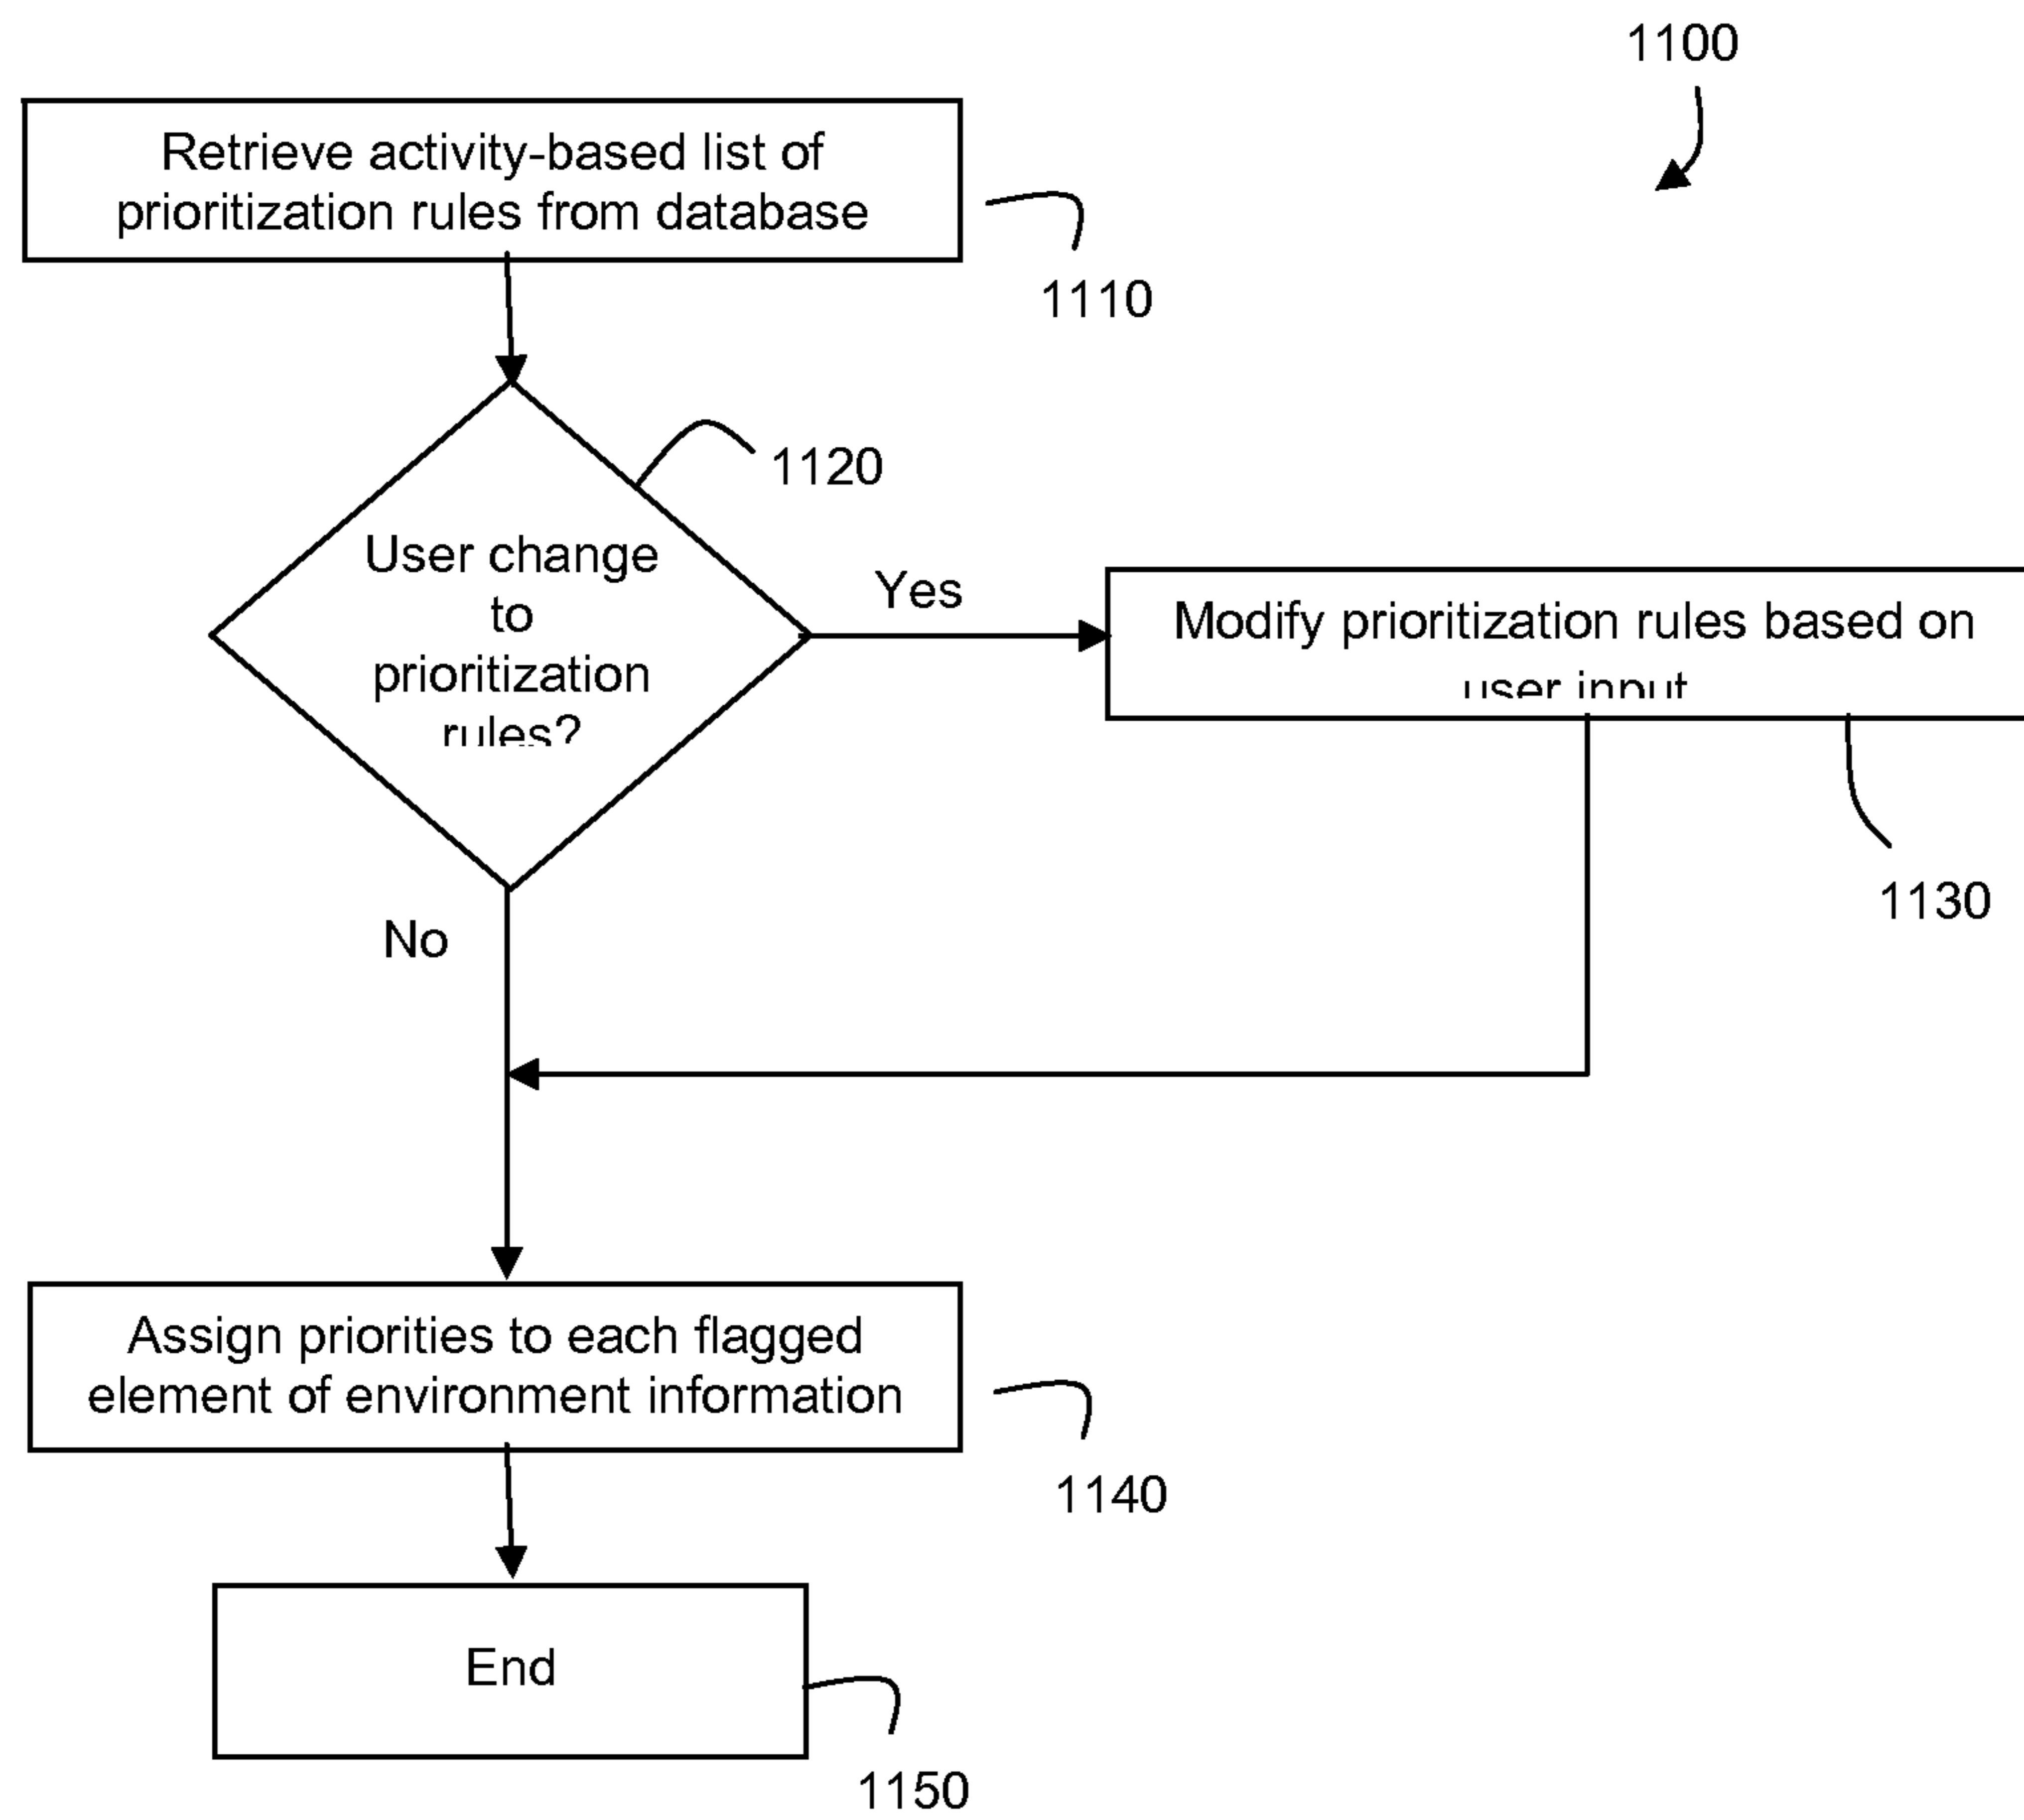 1100
Retrieve activity-based list of
prioritization rules from database
1110
1120
User change
to
prioritization
rules?
Yes
Modify prioritization rules based on
user input
1130
No
Assign priorities to each flagged
element of environment information
1140
End
1150